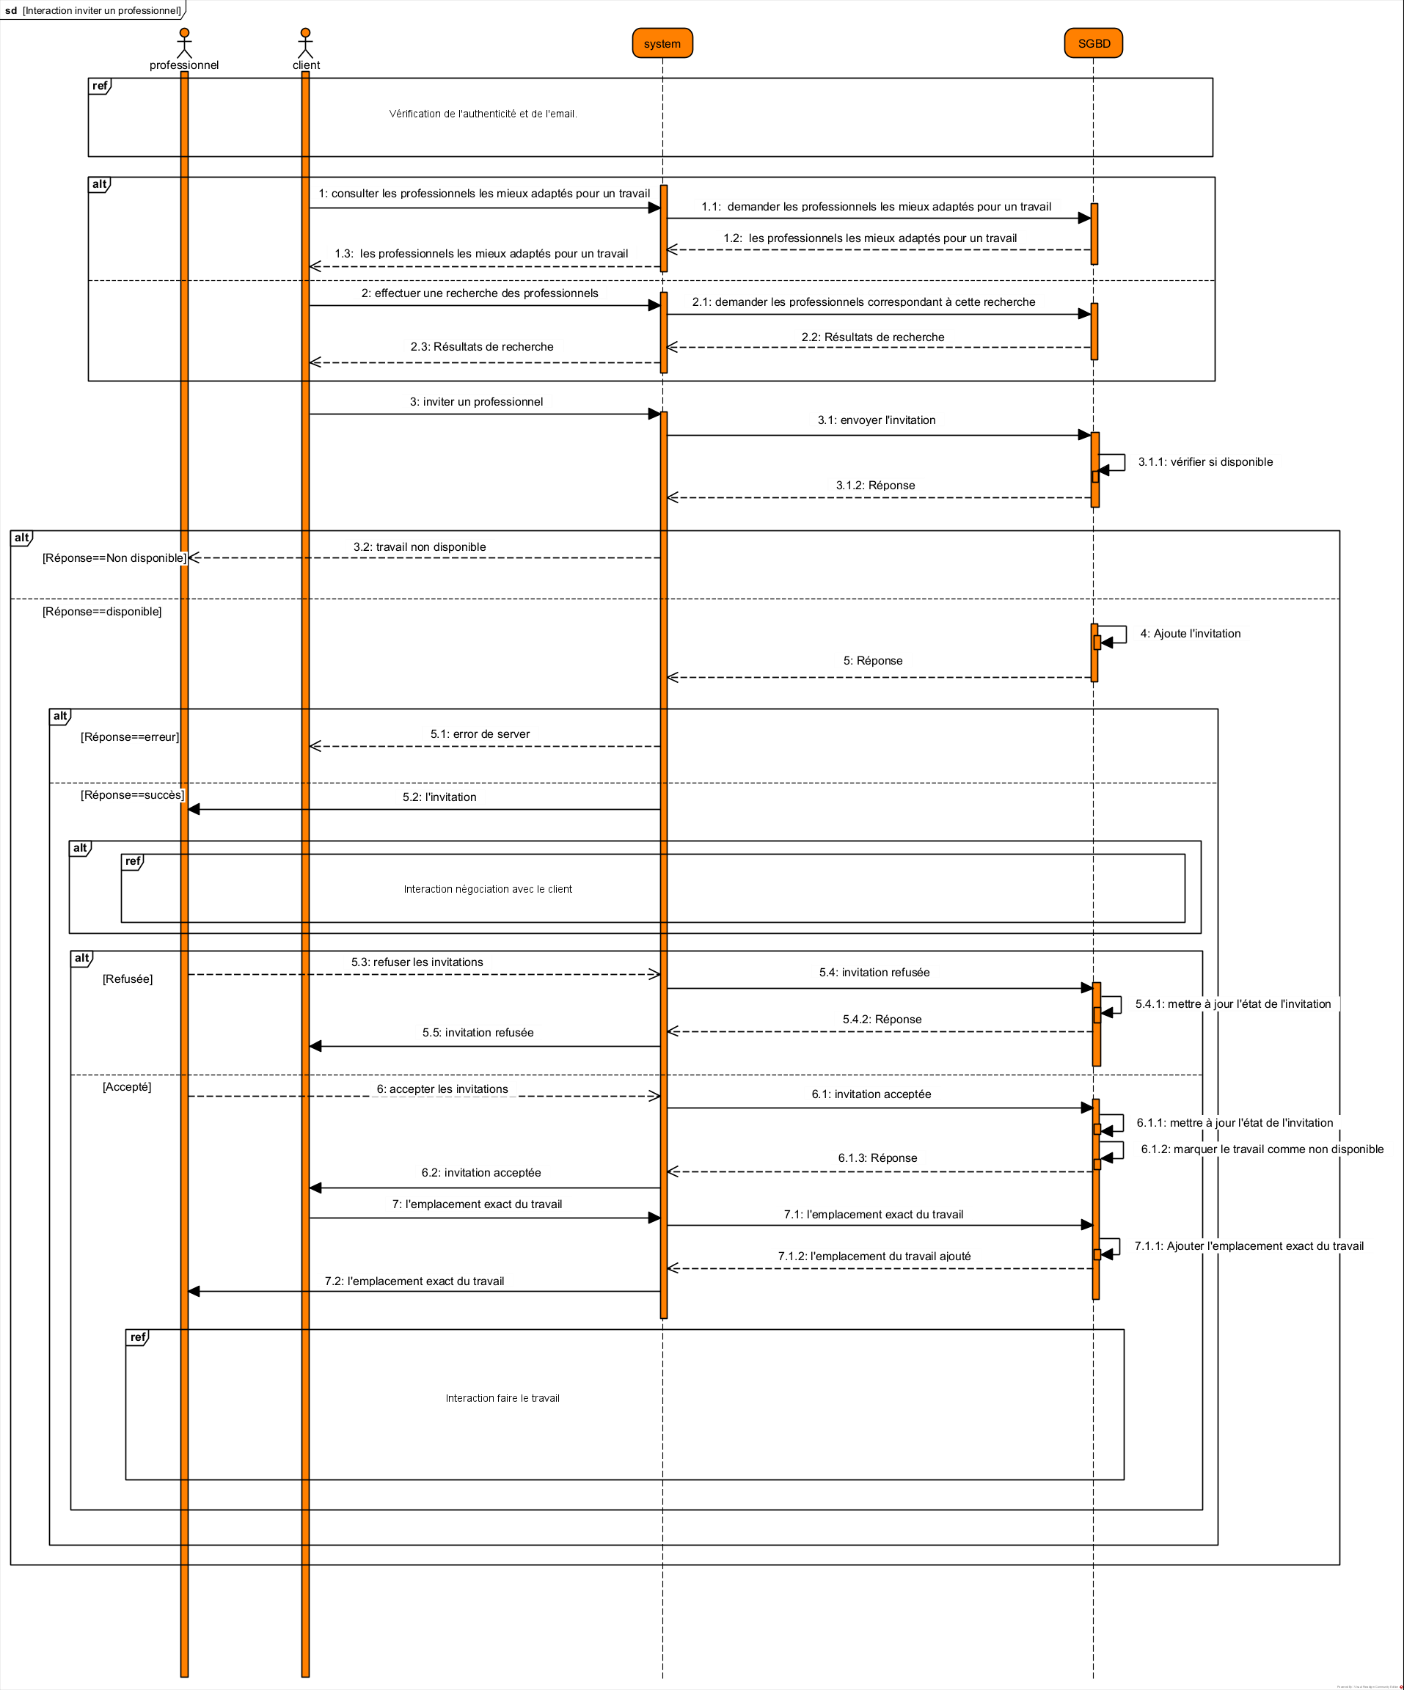 sd [Interaction inviter un professionnel]
professionnel
client
system
SGBD
ref
Vérification de l'authenticité et de l'email.
alt
1: consulter les professionnels les mieux adaptés pour un travail
1.1: demander les professionnels les mieux adaptés pour un travail
1.2: les professionnels les mieux adaptés pour un travail
1.3: les professionnels les mieux adaptés pour un travail
2: effectuer une recherche des professionnels
2.1: demander les professionnels correspondant à cette recherche
2.2: Résultats de recherche
2.3: Résultats de recherche
3: inviter un professionnel
3.1: envoyer l'invitation
3.1.1: vérifier si disponible
3.1.2: Réponse
alt
3.2: travail non disponible
[Réponse==Non disponible]
[Réponse==disponible]
4: Ajoute l'invitation
5: Réponse
alt
[Réponse==erreur]
5.1: error de server
[Réponse==succès]
5.2: l'invitation
alt
ref
Interaction négociation avec le client
alt
5.3: refuser les invitations
[Refusée]
5.4: invitation refusée
5.4.1: mettre à jour l'état de l'invitation
5.4.2: Réponse
5.5: invitation refusée
[Accepté]
6: accepter les invitations
6.1: invitation acceptée
6.1.1: mettre à jour l'état de l'invitation
6.1.2: marquer le travail comme non disponible
6.1.3: Réponse
6.2: invitation acceptée
7: l'emplacement exact du travail
7.1: l'emplacement exact du travail
7.1.1: Ajouter l'emplacement exact du travail
7.1.2: l'emplacement du travail ajouté
7.2: l'emplacement exact du travail
ref
Interaction faire le travail